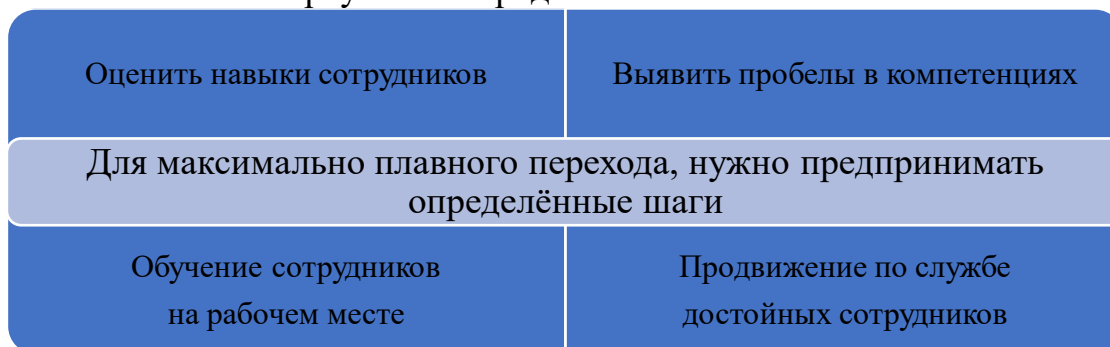 Оценить навыки сотрудников
Выявить пробелы в компетенциях
Для максимально плавного перехода, нужно предпринимать
определённые шаги
Обучение сотрудников
на рабочем месте
Продвижение по службе
достойных сотрудников